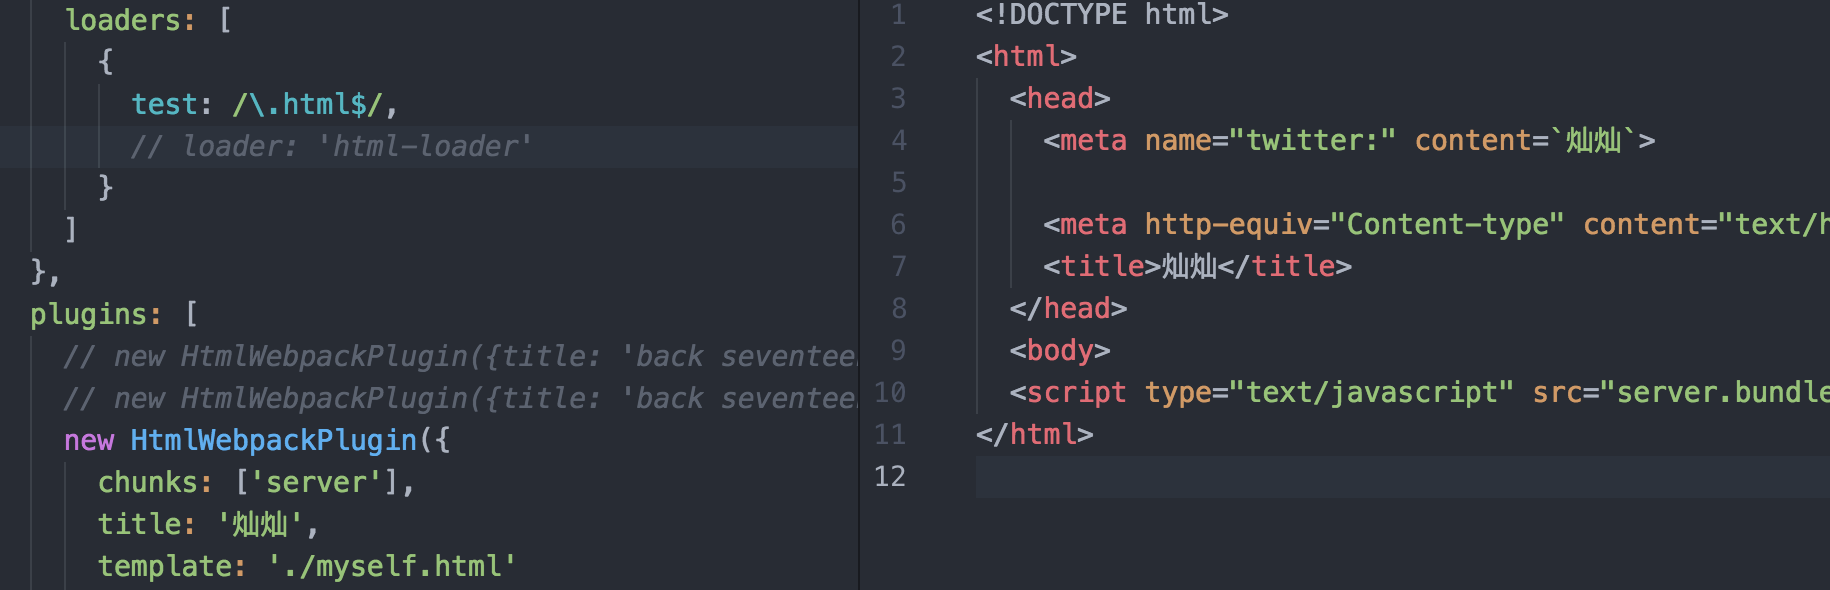 loaders: [
{
test: /\.html$/,
// loader: 'html-loader'
}
]
},
plugins: [
// new HtmlWebpackPlugin({title: 'back seventee
// new HtmlWebpackPlugin({title: 'back seventee
new HtmlWebpackPlugin({
chunks: ['server'],
title: '灿灿',
template: './myself.html'
1 <!DOCTYPE html>
2 <html>
3 <head>
4 <meta name="twitter:" content=`灿灿`>
5
6 <meta http-equiv="Content-type" content="text/h
7 <title>灿灿</title>
8 </head>
9 <body>
10 <script type="text/javascript" src="server.bundle
11 </html>
12